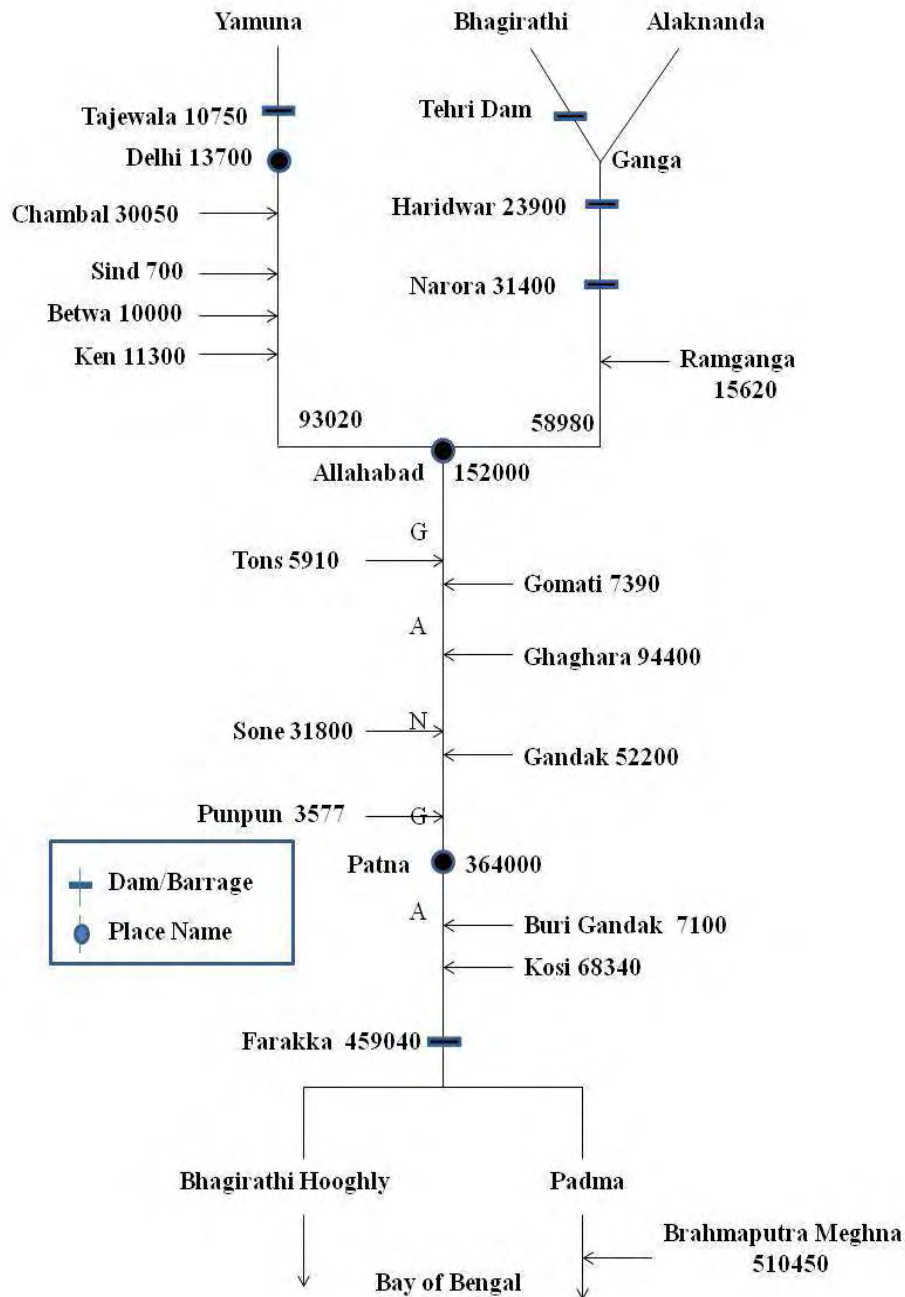 Yamuna
Bhagirathi
Alaknanda
Tajewala 10750
Tehri Dam
Delhi 13700
Ganga
Haridwar 23900
Chambal 30050
Sind 700
Narora 31400
Betwa 10000
Ken 11300
Ramganga
15620
93020
58980
Allahabad
152000
G
Tons 5910
Gomati 7390
A
Ghaghara 94400
N
Sone 31800
Gandak 52200
Punpun 3577
G
Patna
364000
Dam/Barrage
Place Name
A
Buri Gandak 7100
Kosi 68340
Farakka 459040
Bhagirathi Hooghly
Padma
Brahmaputra Meghna
510450
Bay of Bengal